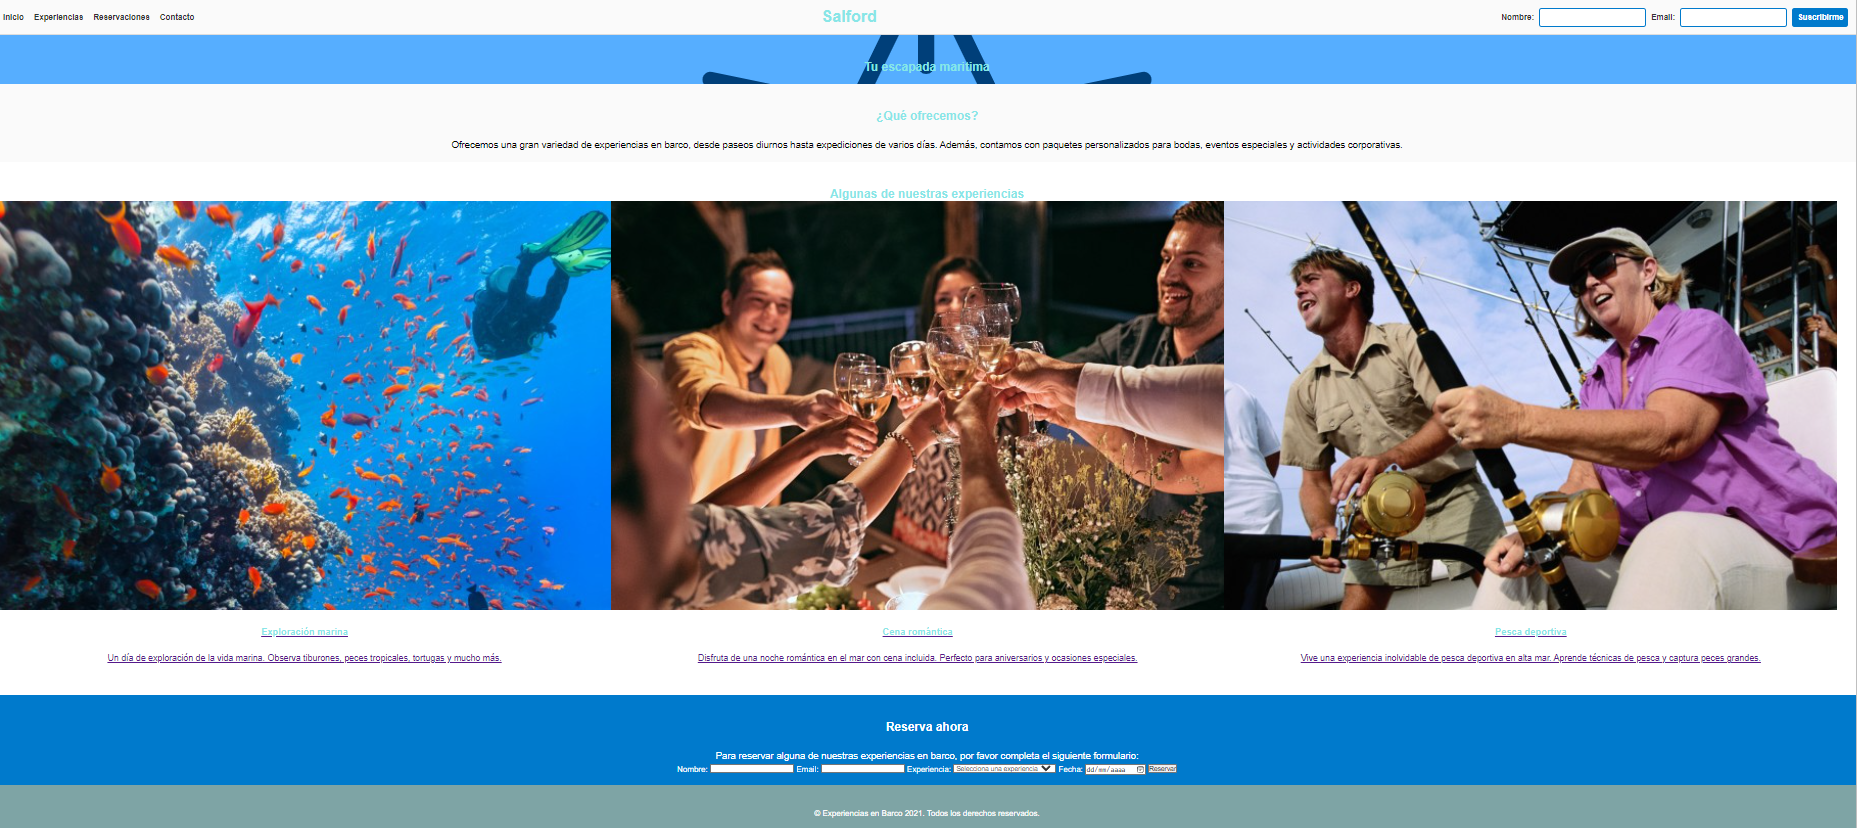 Inicio Experiencias Reservaciones Contacto Salford Nombre: Email: Suscribirme
Tu escapada marítima
¿Qué ofrecemos?
Ofrecemos una gran variedad de experiencias en barco, desde paseos diurnos hasta expediciones de varios días. Además, contamos con paquetes personalizados para bodas, eventos especiales y actividades corporativas.
Algunas de nuestras experiencias
Exploración marina Cena romántica Pesca deportiva
Un día de exploración de la vida marina. Observa tiburones, peces tropicales, tortugas y mucho más. Disfruta de una noche romántica en el mar con cena incluida. Perfecto para aniversarios y ocasiones especiales. Vive una experiencia inolvidable de pesca deportiva en alta mar. Aprende técnicas de pesca y captura peces grandes.
Reserva ahora
Para reservar alguna de nuestras experiencias en barco, por favor completa el siguiente formulario:
Nombre: Email: Experiencia: Selecciona una experiencia Fecha: dd/mm/aaaa Reservar
© Experiencias en Barco 2021. Todos los derechos reservados.